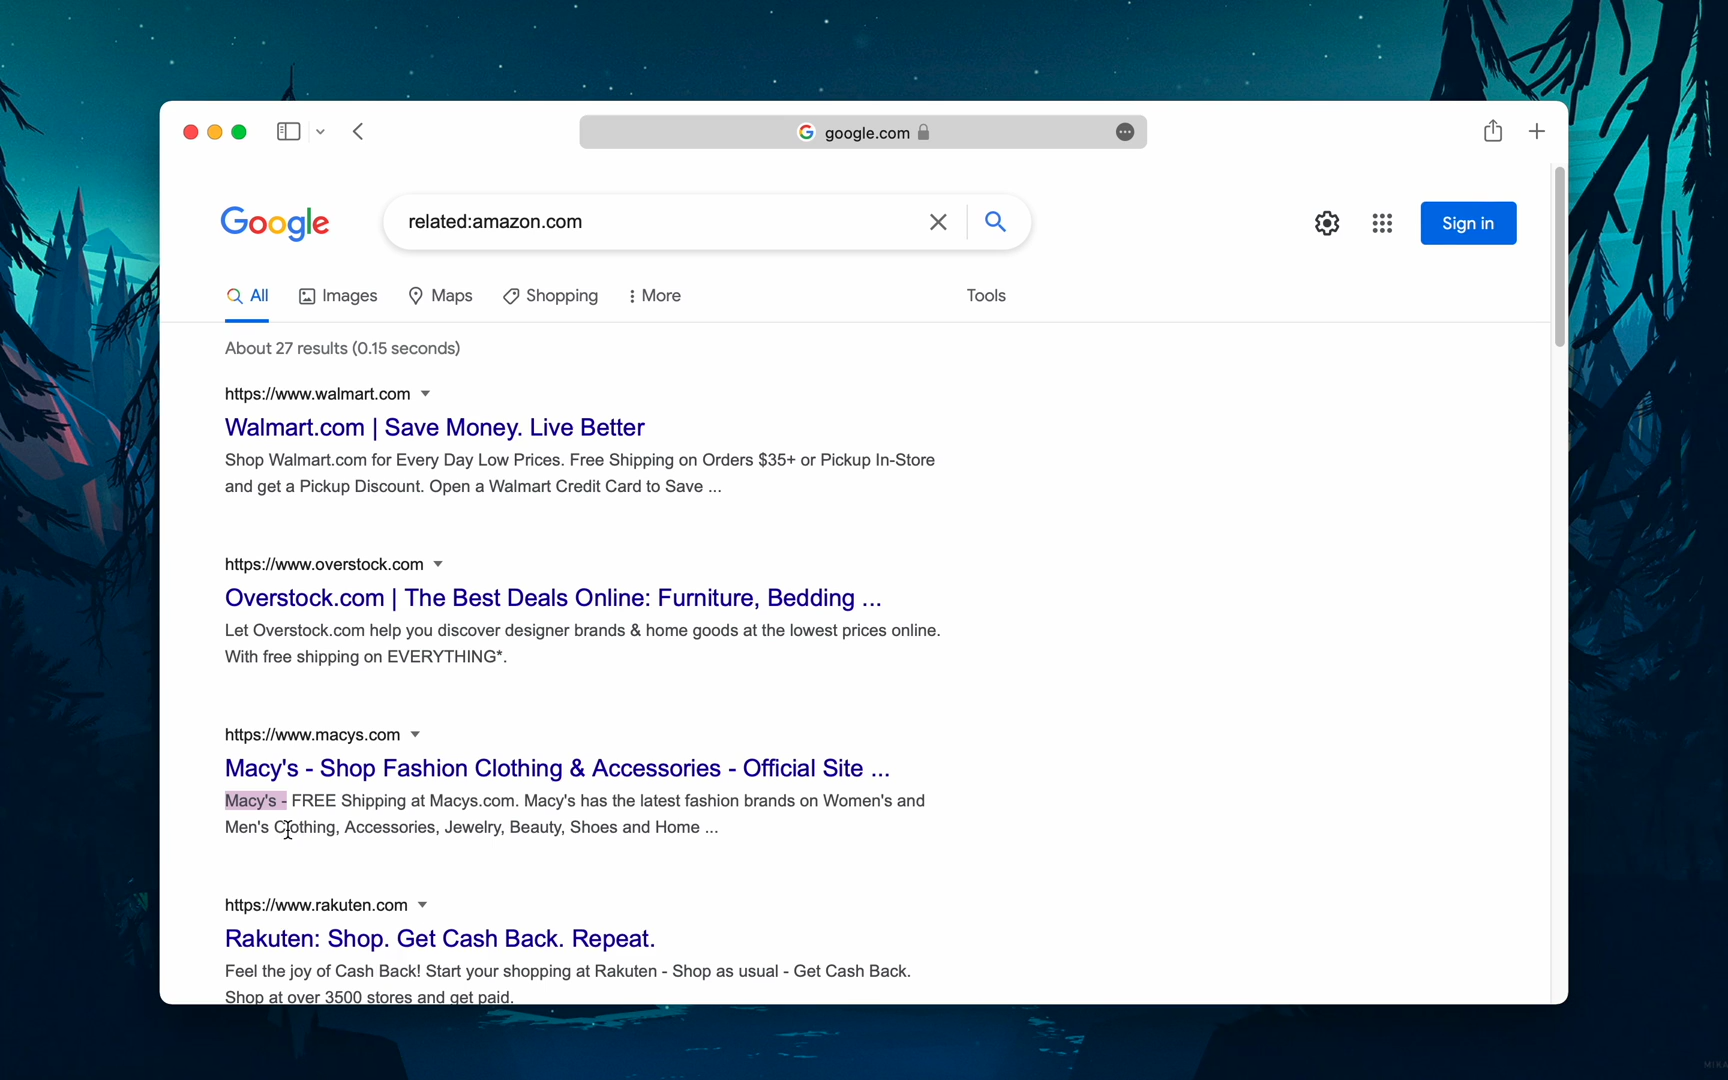 google.com
Google
related:amazon.com
Sign in
All
Images
Maps
Shopping
More
Tools
About 27 results (0.15 seconds)
https://www.walmart.com
Walmart.com | Save Money. Live Better
Shop Walmart.com for Every Day Low Prices. Free Shipping on Orders $35+ or Pickup In-Store
and get a Pickup Discount. Open a Walmart Credit Card to Save ...
https://www.overstock.com
Overstock.com | The Best Deals Online: Furniture, Bedding ...
Let Overstock.com help you discover designer brands & home goods at the lowest prices online.
With free shipping on EVERYTHING*.
https://www.macys.com
Macy's - Shop Fashion Clothing & Accessories - Official Site ...
Macy's - FREE Shipping at Macys.com. Macy's has the latest fashion brands on Women's and
Men's Clothing, Accessories, Jewelry, Beauty, Shoes and Home ...
https://www.rakuten.com
Rakuten: Shop. Get Cash Back. Repeat.
Feel the joy of Cash Back! Start your shopping at Rakuten - Shop as usual - Get Cash Back.
Shop at over 3500 stores and get paid.